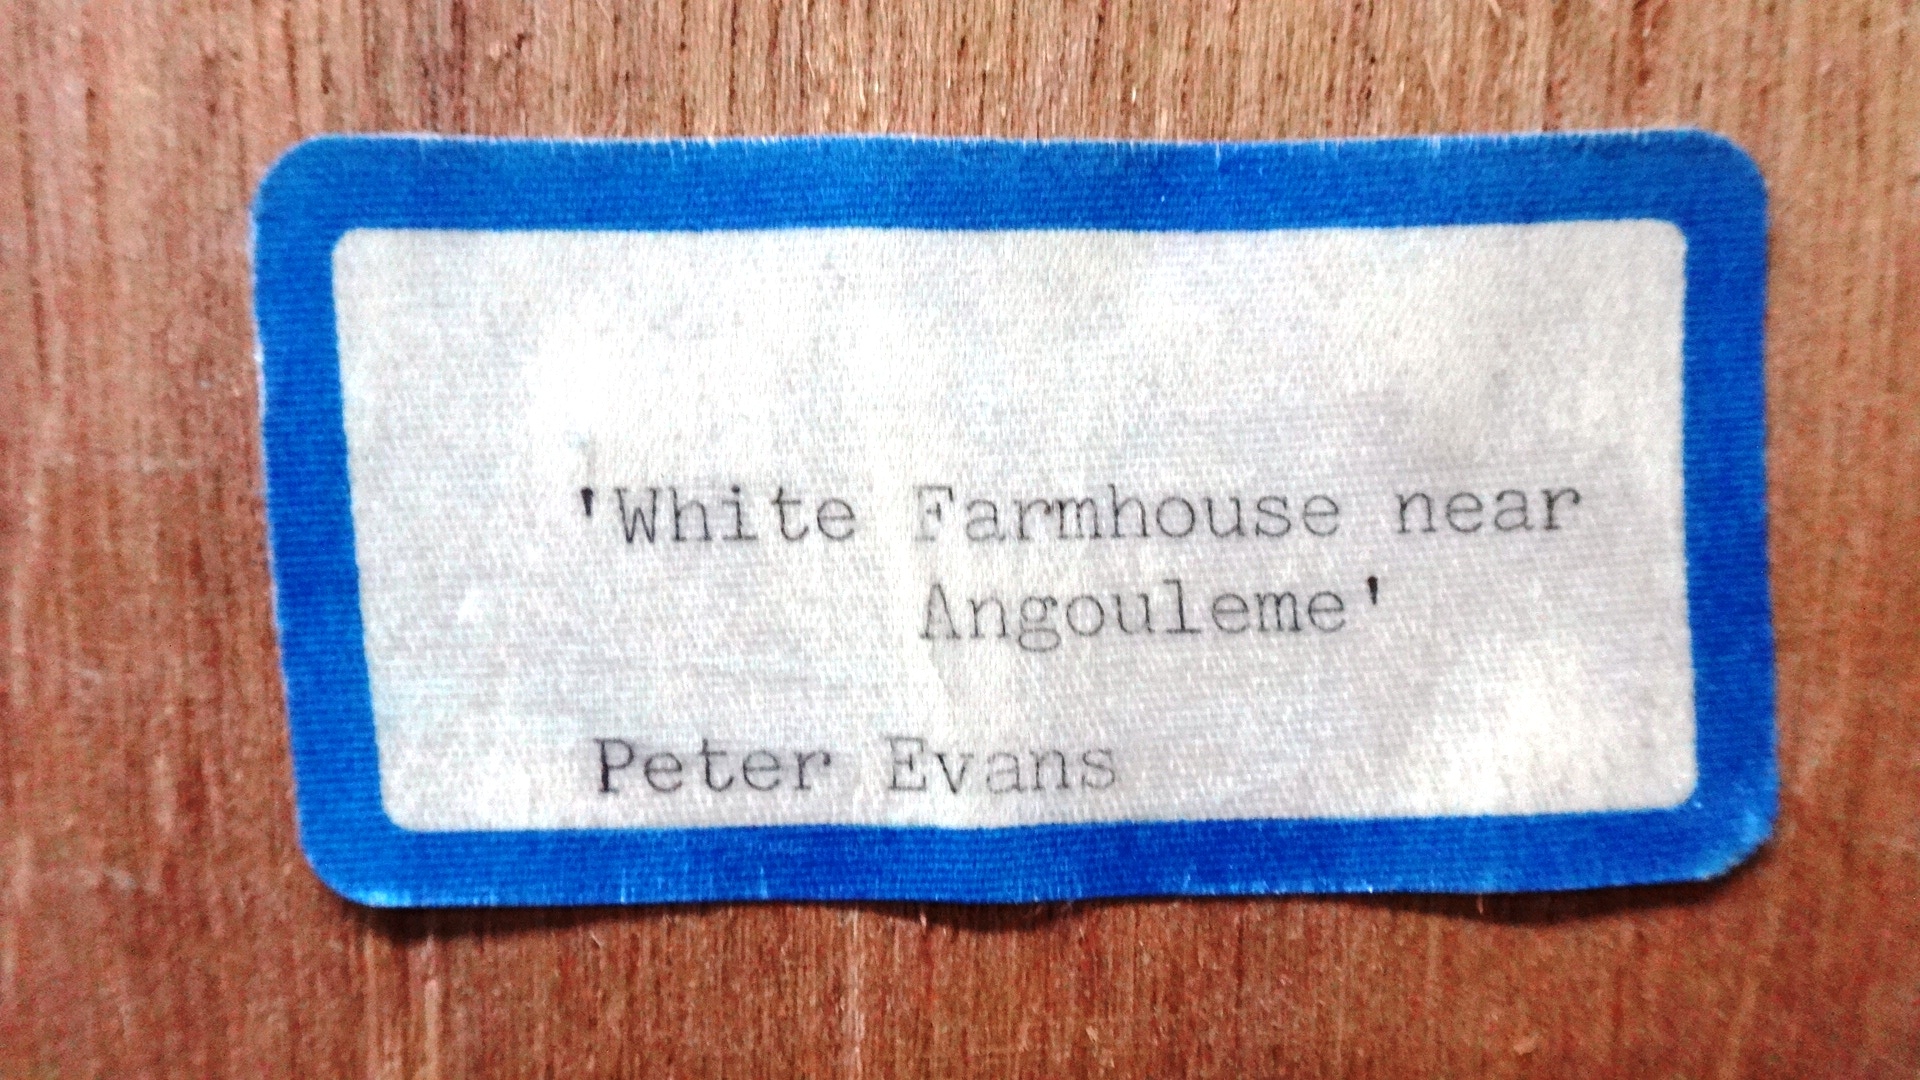 'White Farmhouse near
Angouleme'
Peter Evans